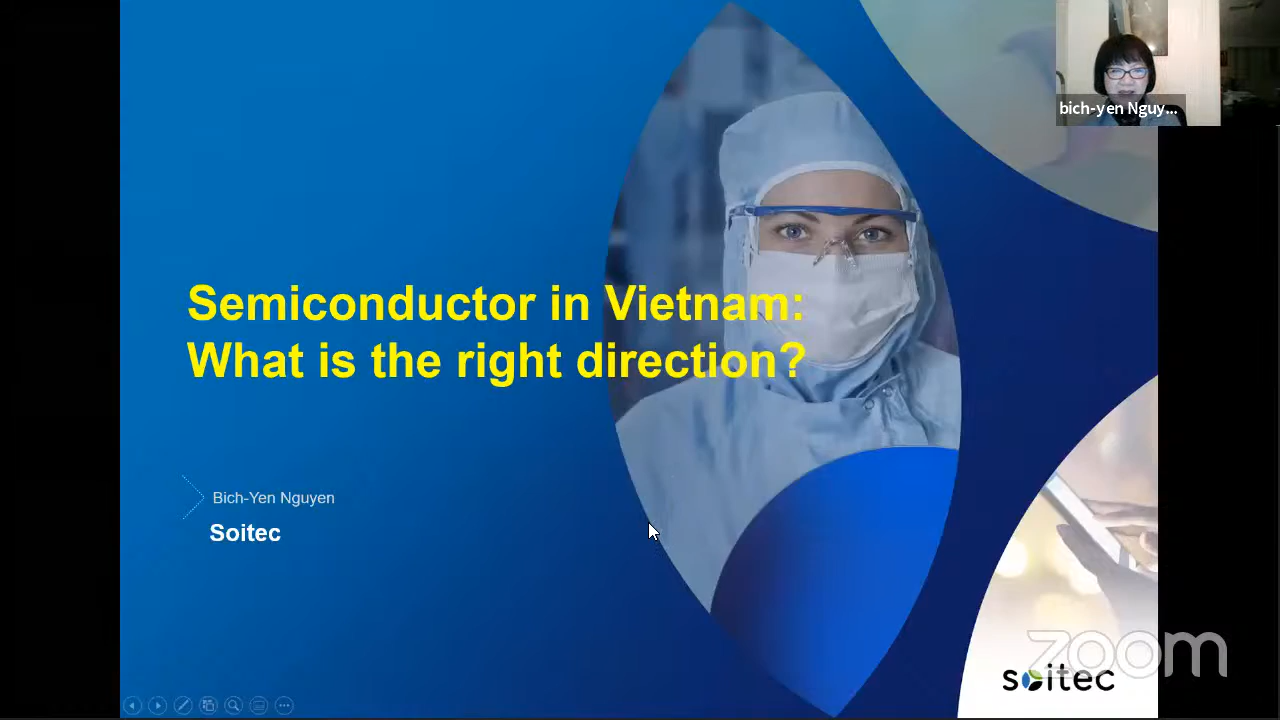 bich-yen Nguy...
Semiconductor in Vietnam:
What is the right direction?
Bich-Yen Nguyen
Soitec
zoom
soitec